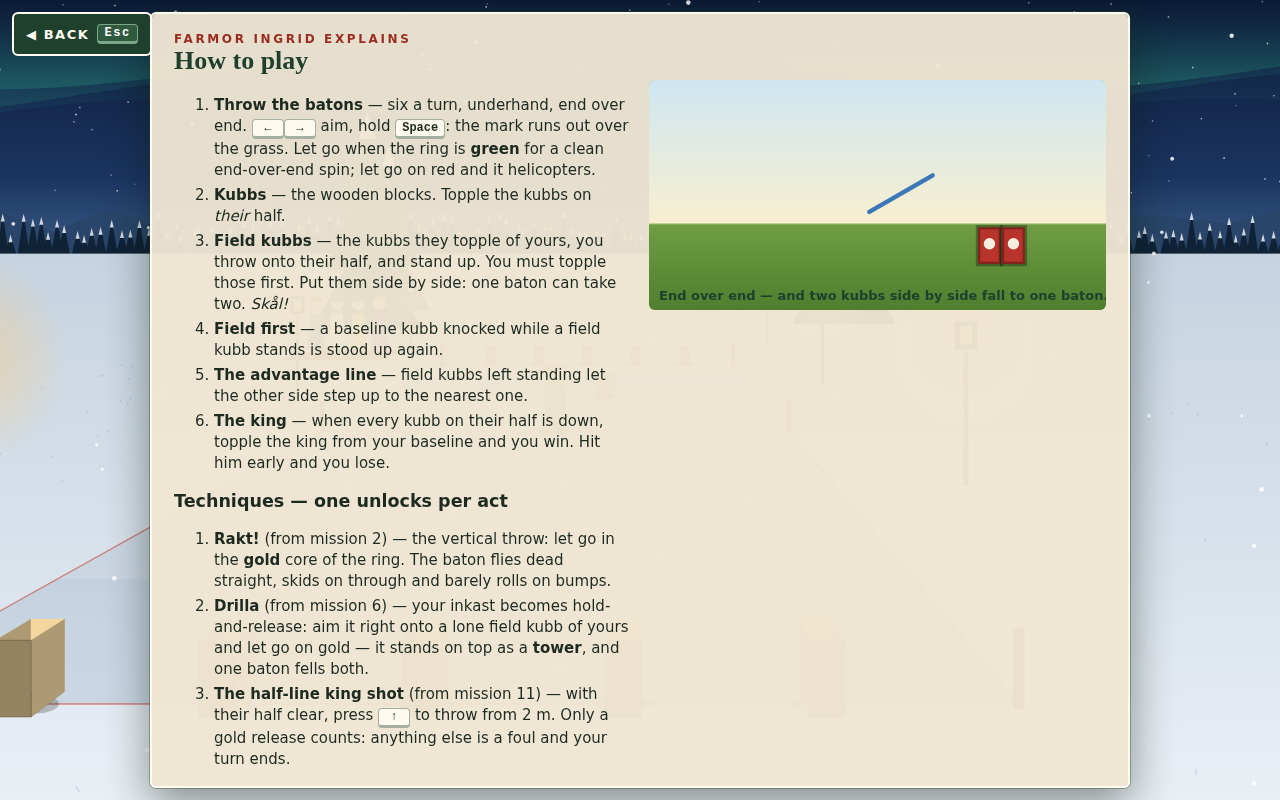 ◀ BACK Esc
FARMOR INGRID EXPLAINS
How to play
1. Throw the batons — six a turn, underhand, end over
end. ← → aim, hold Space: the mark runs out over
the grass. Let go when the ring is green for a clean
end-over-end spin; let go on red and it helicopters.
2. Kubbs — the wooden blocks. Topple the kubbs on
their half.
3. Field kubbs — the kubbs they topple of yours, you
throw onto their half, and stand up. You must topple
those first. Put them side by side: one baton can take
two. Skål!
4. Field first — a baseline kubb knocked while a field
kubb stands is stood up again.
5. The advantage line — field kubbs left standing let
the other side step up to the nearest one.
6. The king — when every kubb on their half is down,
topple the king from your baseline and you win. Hit
him early and you lose.
End over end — and two kubbs side by side fall to one baton.
Techniques — one unlocks per act
1. Rakt! (from mission 2) — the vertical throw: let go in
the gold core of the ring. The baton flies dead
straight, skids on through and barely rolls on bumps.
2. Drilla (from mission 6) — your inkast becomes hold-
and-release: aim it right onto a lone field kubb of yours
and let go on gold — it stands on top as a tower, and
one baton fells both.
3. The half-line king shot (from mission 11) — with
their half clear, press ↑ to throw from 2 m. Only a
gold release counts: anything else is a foul and your
turn ends.